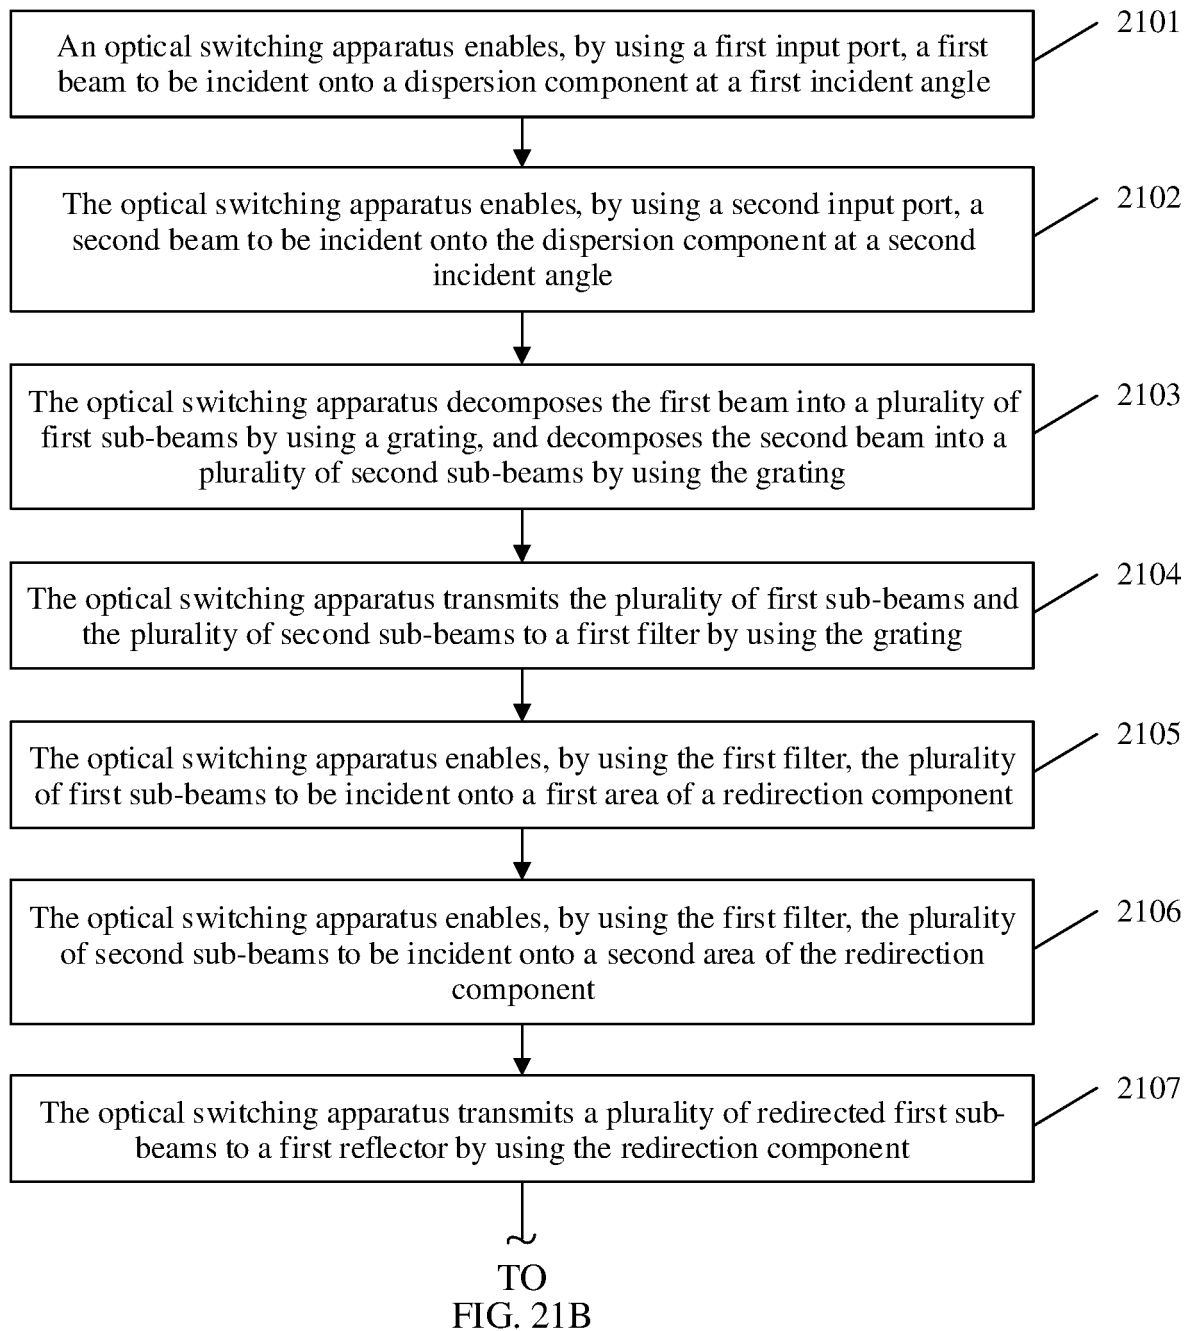 2101
An optical switching apparatus enables, by using a first input port, a first
beam to be incident onto a dispersion component at a first incident angle
2102
The optical switching apparatus enables, by using a second input port, a
second beam to be incident onto the dispersion component at a second
incident angle
2103
The optical switching apparatus decomposes the first beam into a plurality of
first sub-beams by using a grating, and decomposes the second beam into a
plurality of second sub-beams by using the grating
2104
The optical switching apparatus transmits the plurality of first sub-beams and
the plurality of second sub-beams to a first filter by using the grating
2105
The optical switching apparatus enables, by using the first filter, the plurality
of first sub-beams to be incident onto a first area of a redirection component
2106
The optical switching apparatus enables, by using the first filter, the plurality
of second sub-beams to be incident onto a second area of the redirection
component
2107
The optical switching apparatus transmits a plurality of redirected first sub-
beams to a first reflector by using the redirection component
TO
FIG. 21B